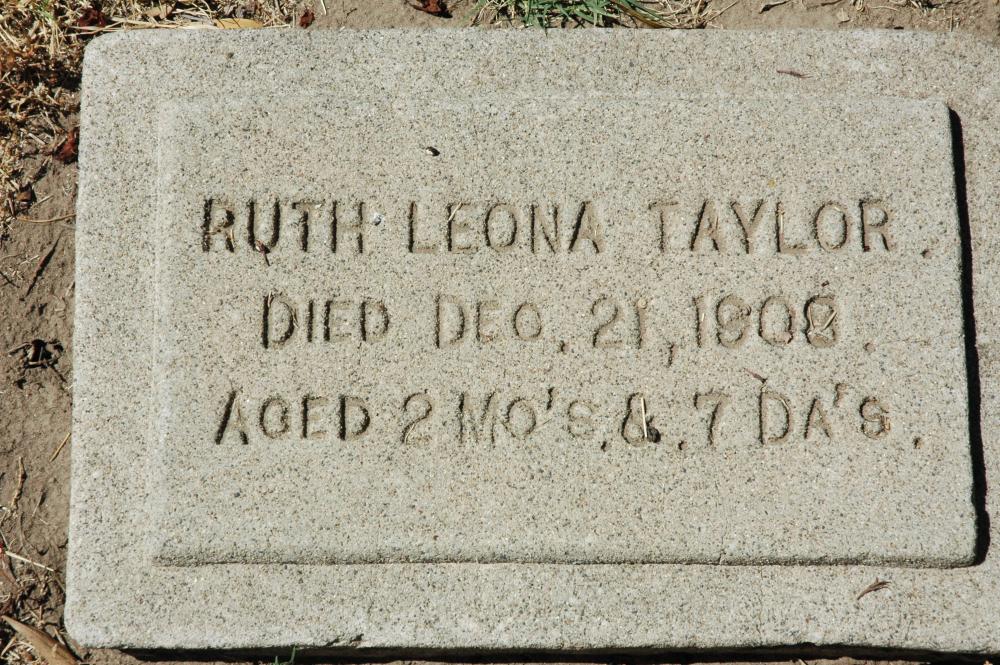 RUTH LEONA TAYLOR
DIED DEC. 21, 1908.
AGED 2 MO'S. & 7 DA'S.